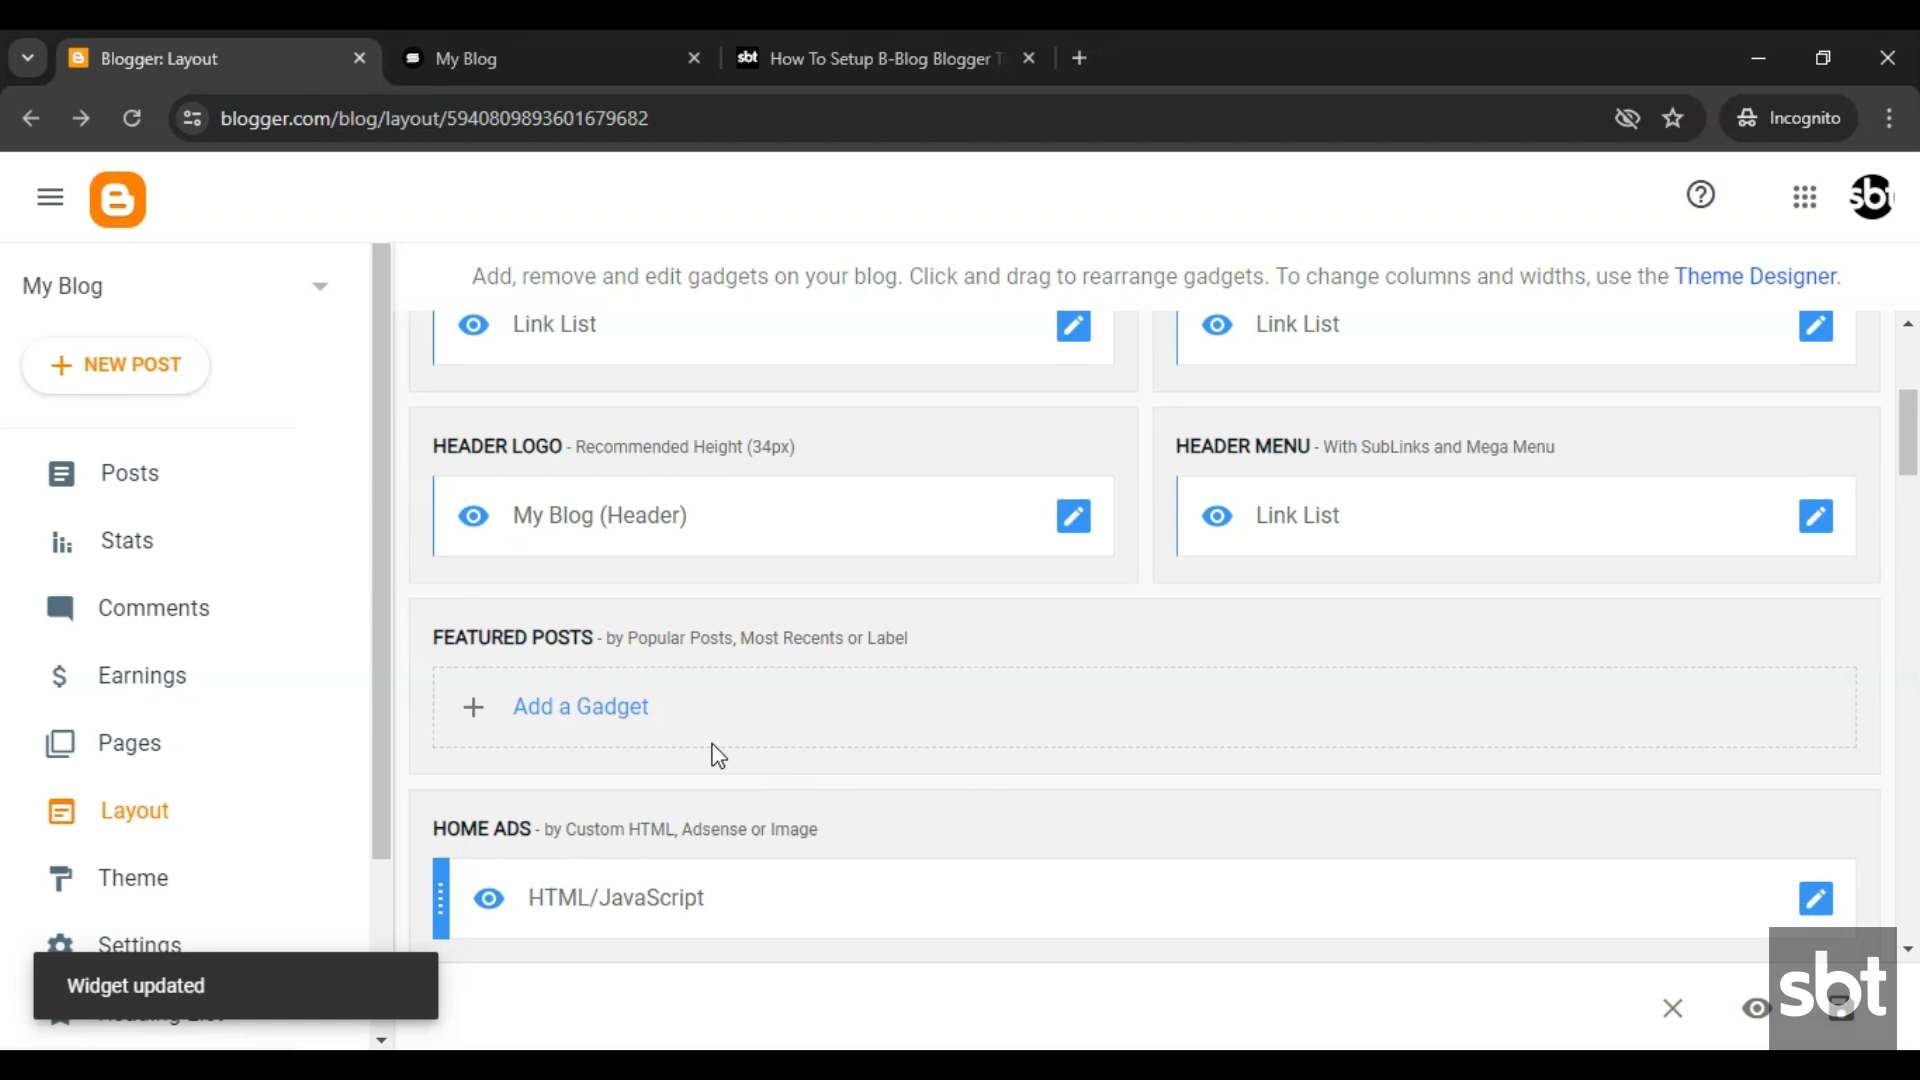 Blogger: Layout
My Blog
sbt How To Setup B-Blog Blogger T
blogger.com/blog/layout/5940809893601679682
Incognito
sbt
My Blog
NEW POST
Posts
Stats
Comments
Earnings
Pages
Layout
Theme
Settings
Reading List
Widget updated
Add, remove and edit gadgets on your blog. Click and drag to rearrange gadgets. To change columns and widths, use the Theme Designer.
Link List
Link List
HEADER LOGO - Recommended Height (34px)
My Blog (Header)
HEADER MENU - With SubLinks and Mega Menu
Link List
FEATURED POSTS - by Popular Posts, Most Recents or Label
Add a Gadget
HOME ADS - by Custom HTML, Adsense or Image
HTML/JavaScript
sbt